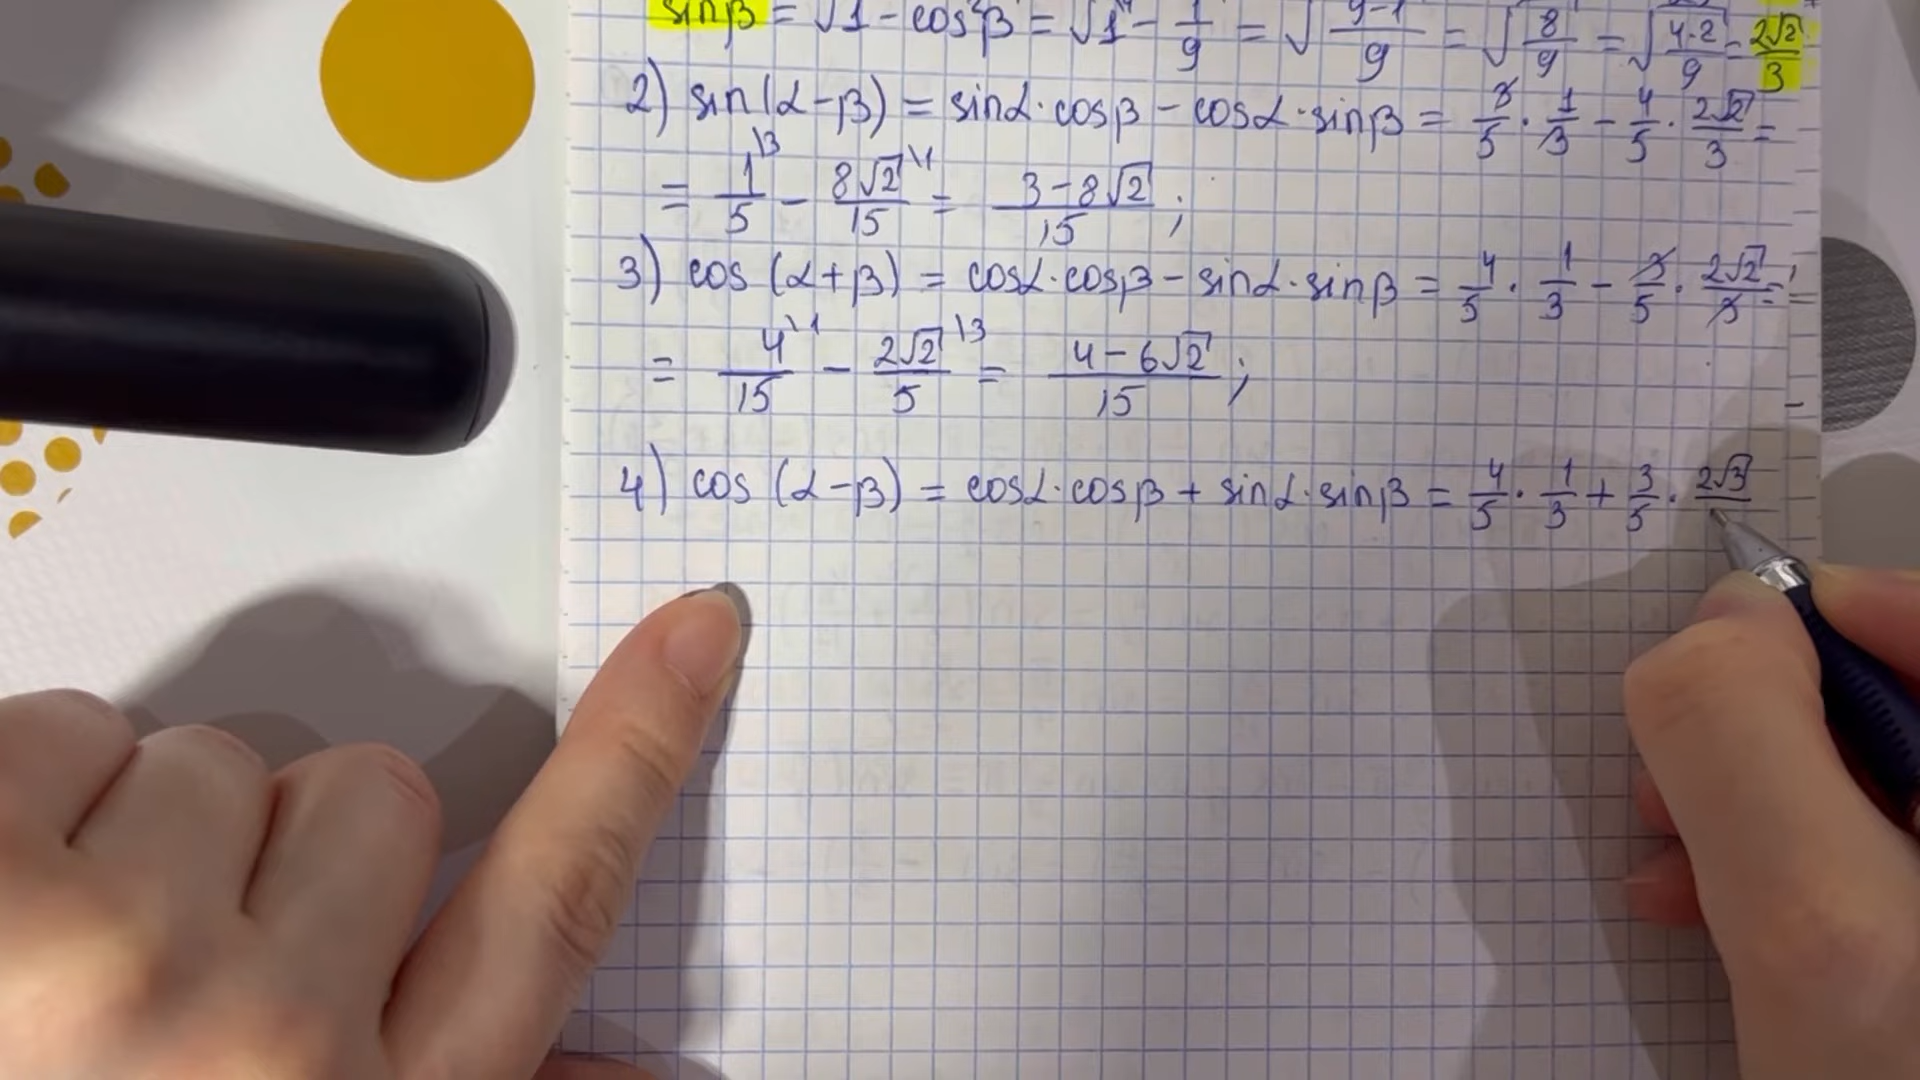 sinβ = √1 - cos²β = √1 - 1/9 = √(9-1)/9 = √8/9 = √(4·2)/9 = 2√2/3
2) sin(α-β) = sinα·cosβ - cosα·sinβ = 3/5 · 1/3 - 4/5 · 2√2/3 =
= 1\3/5 - 8√2\1/15 = 3-8√2/15;
3) cos (α+β) = cosα·cosβ - sinα·sinβ = 4/5 · 1/3 - 3/5 · 2√2/3 =
= 4\1/15 - 2√2\3/5 = 4-6√2/15;
4) cos (α-β) = cosα·cosβ + sinα·sinβ = 4/5 · 1/3 + 3/5 · 2√3